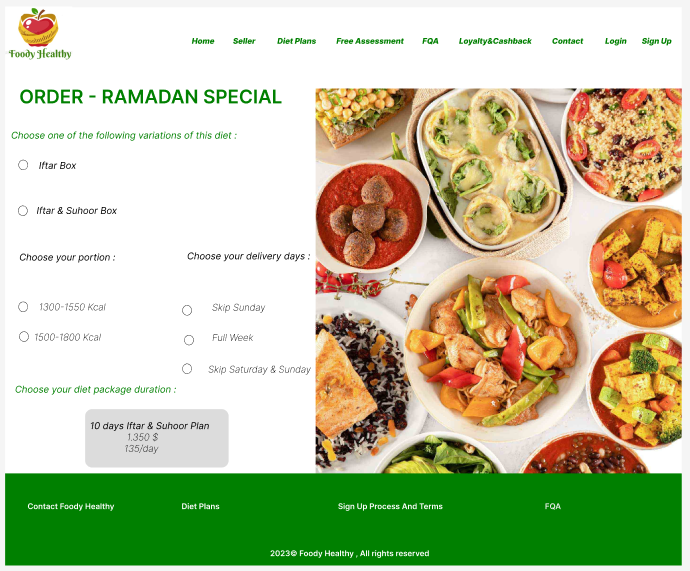 Foody Healthy
Home Seller Diet Plans Free Assessment FQA Loyalty&Cashback Contact Login Sign Up
ORDER - RAMADAN SPECIAL
Choose one of the following variations of this diet :
Iftar Box
Iftar & Suhoor Box
Choose your portion :
1300-1550 Kcal
1500-1800 Kcal
Choose your delivery days :
Skip Sunday
Full Week
Skip Saturday & Sunday
Choose your diet package duration :
10 days Iftar & Suhoor Plan
1.350 $
135/day
Contact Foody Healthy Diet Plans Sign Up Process And Terms FQA
2023© Foody Healthy , All rights reserved